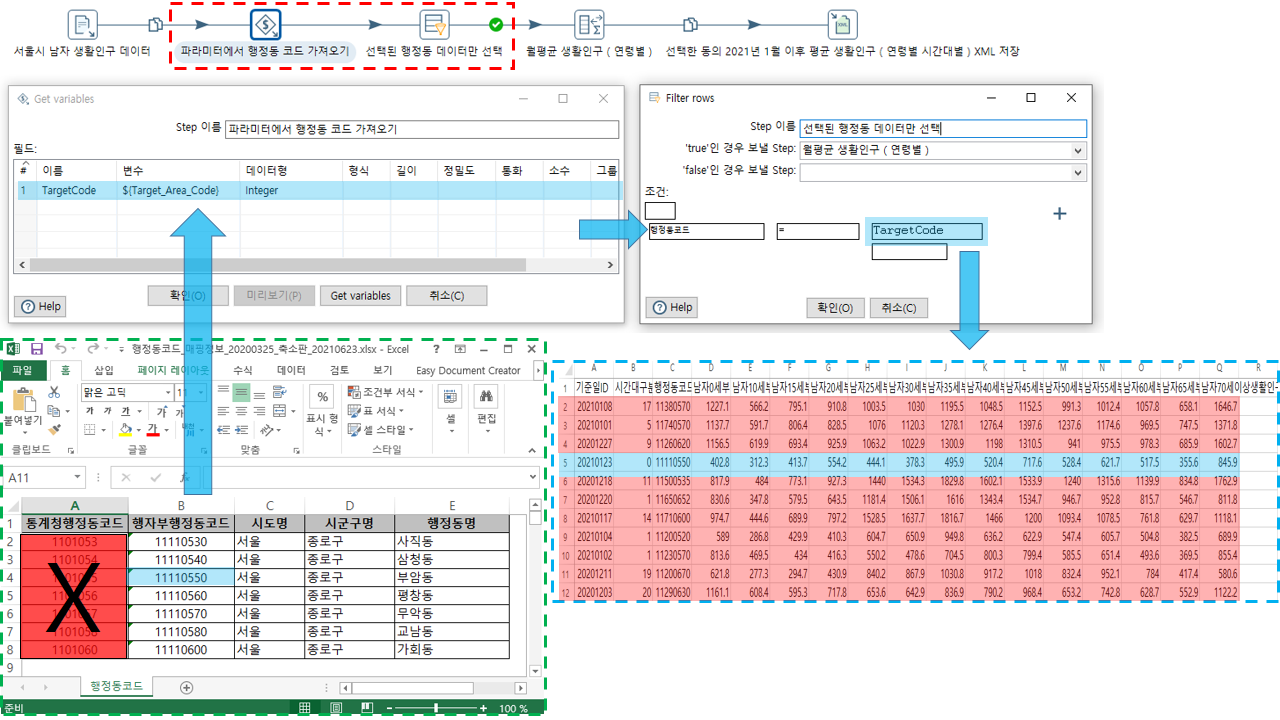 서울시 남자 생활인구 데이터
파라미터에서 행정동 코드 가져오기
선택된 행정동 데이터만 선택
월평균 생활인구 ( 연령별 )
선택한 동의 2021년 1월 이후 평균 생활인구 ( 연령별 시간대별 ) XML 저장
Get variables
Step 이름 파라미터에서 행정동 코드 가져오기
필드:
# 이름 변수 데이터형 형식 길이 정밀도 통화 소수 그룹
1 TargetCode ${Target_Area_Code} Integer
Help 확인(O) 미리보기(P) Get variables 취소(C)
Filter rows
Step 이름 선택된 행정동 데이터만 선택
'true'인 경우 보낼 Step: 월평균 생활인구 ( 연령별 )
'false'인 경우 보낼 Step:
조건:
행정동코드 = TargetCode
Help 확인(O) 취소(C)
행정동코드_매핑정보_20200325_축소판_20210623.xlsx - Excel
파일 홈 삽입 페이지 레이아웃 수식 데이터 검토 보기 Easy Document Creator
붙여넣기
맑은 고딕 11
가 가 가 가 가
표시 형식
조건부 서식
표 서식
셀 스타일
셀
편집
클립보드 글꼴 맞춤 스타일
A11
A B C D E
1 통계청행정동코드 행자부행정동코드 시도명 시군구명 행정동명
2 1101053 11110530 서울 종로구 사직동
3 1101054 11110540 서울 종로구 삼청동
4 11110550 서울 종로구 부암동
5 11110560 서울 종로구 평창동
6 11110570 서울 종로구 무악동
7 11110580 서울 종로구 교남동
8 1101060 11110600 서울 종로구 가회동
9
X
행정동코드
준비 100 %
A B C D E F G H I J K L M N O P Q R
1 기준일ID 시간대구분 행정동코드 남자0세부 남자10세 남자15세 남자20세 남자25세 남자30세 남자35세 남자40세 남자45세 남자50세 남자55세 남자60세 남자65세 남자70세이상생활인구
2 20210108 17 11380570 1227.1 566.2 795.1 910.8 1003.5 1030 1195.5 1048.5 1152.5 991.3 1012.4 1057.8 658.1 1646.7
3 20210101 5 11740570 1137.7 591.7 806.4 828.5 1076 1120.3 1278.1 1276.4 1397.6 1237.6 1174.6 969.5 747.5 1371.8
4 20201227 9 11260620 1156.5 619.9 693.4 925.9 1063.2 1022.9 1300.9 1198 1310.5 941 975.5 978.3 685.9 1602.7
5 20210123 0 11110550 402.8 312.3 413.7 554.2 444.1 378.3 495.9 520.4 717.6 528.4 621.7 517.5 355.6 845.9
6 20201218 11 11500535 817.9 484 773.1 927.3 1440 1534.3 1829.8 1602.1 1533.9 1240 1315.6 1139.9 834.8 1762.9
7 20201220 1 11650652 830.6 347.8 579.5 643.5 1181.4 1506.1 1616 1343.4 1534.7 946.7 952.8 815.7 546.7 811.8
8 20210117 14 11710600 974.7 444.6 689.9 797.2 1528.5 1637.7 1816.7 1466 1200 1093.4 1078.5 761.8 629.7 1118.1
9 20210104 1 11200520 589 286.8 429.9 410.3 604.7 650.9 949.8 636.2 622.9 547.4 605.7 504.8 382.5 689.9
10 20210102 1 11230570 813.6 469.5 434 416.3 550.2 478.6 704.5 800.3 799.4 585.5 651.4 493.6 369.5 855.4
11 20201211 19 11200670 621.8 277.3 294.7 430.9 840.2 867.9 1030.8 917.2 1018 832.4 952.1 784 417.4 580.6
12 20201203 20 11290630 1161.1 608.4 595.3 717.8 653.6 642.9 836.9 790.2 968.4 653.2 742.8 628.7 552.9 1122.2